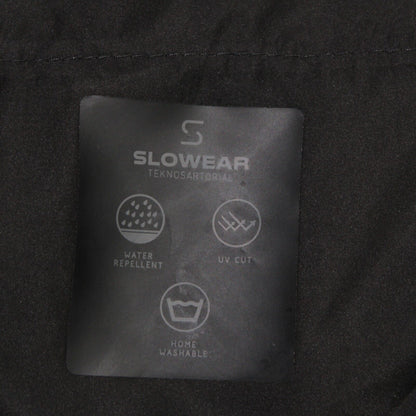 S
SLOWEAR
TEKNOSARTORIAL
WATER
REPELLENT
UV CUT
HOME
WASHABLE